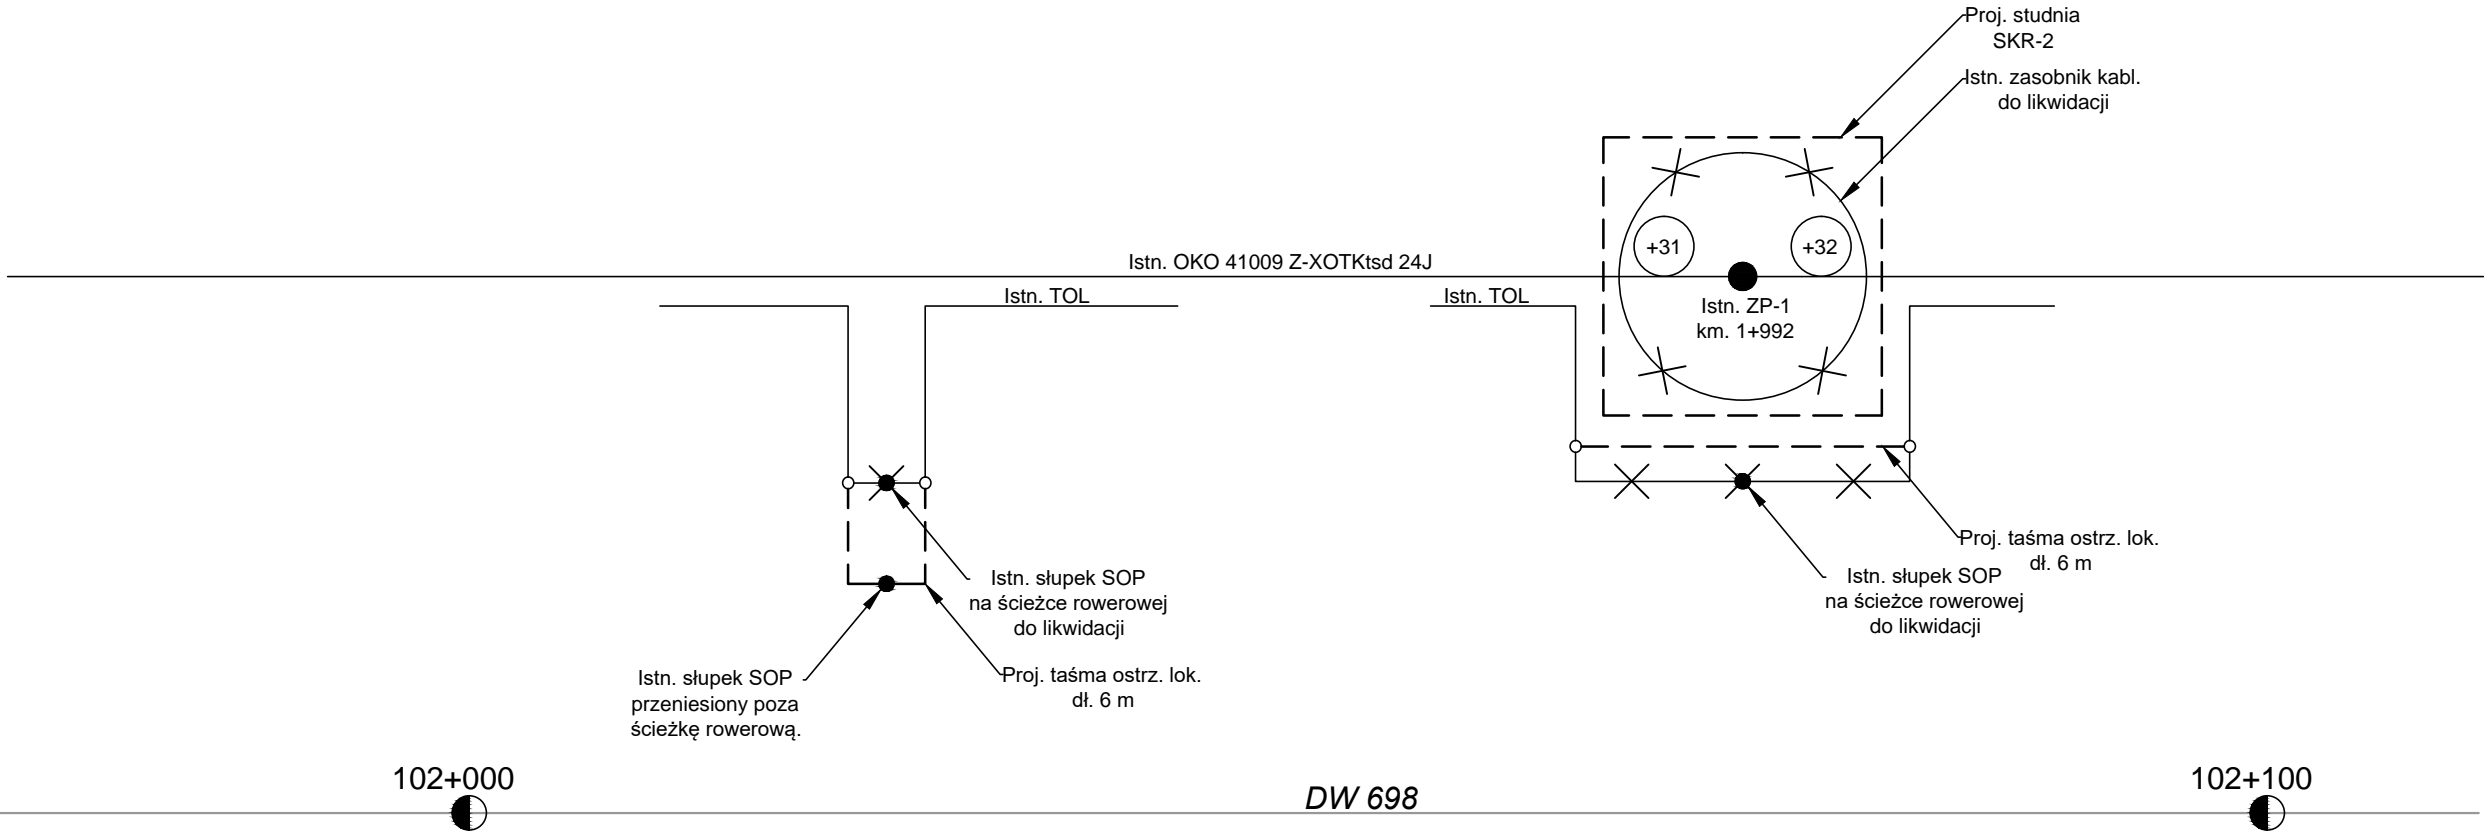 Proj. studnia
SKR-2
Istn. zasobnik kabl.
do likwidacji
+31
+32
Istn. OKO 41009 Z-XOTKtsd 24J
Istn. TOL
Istn. TOL
Istn. ZP-1
km. 1+992
Istn. słupek SOP
na ścieżce rowerowej
do likwidacji
Proj. taśma ostrz. lok.
dł. 6 m
Istn. słupek SOP
na ścieżce rowerowej
do likwidacji
Istn. słupek SOP
przeniesiony poza
ścieżkę rowerową.
Proj. taśma ostrz. lok.
dł. 6 m
102+000
DW 698
102+100